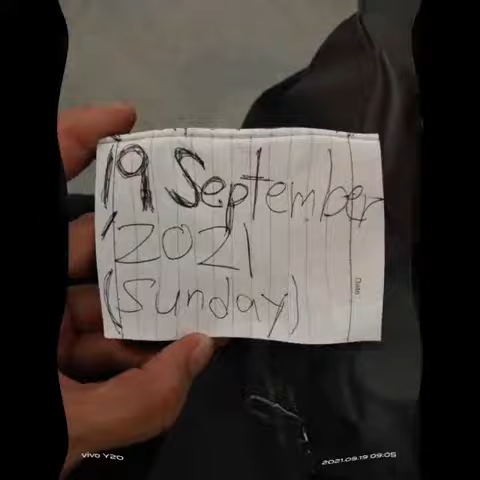 19 September
'2021
(Sunday)
Date
vivo Y20
2021.09.19 09:05